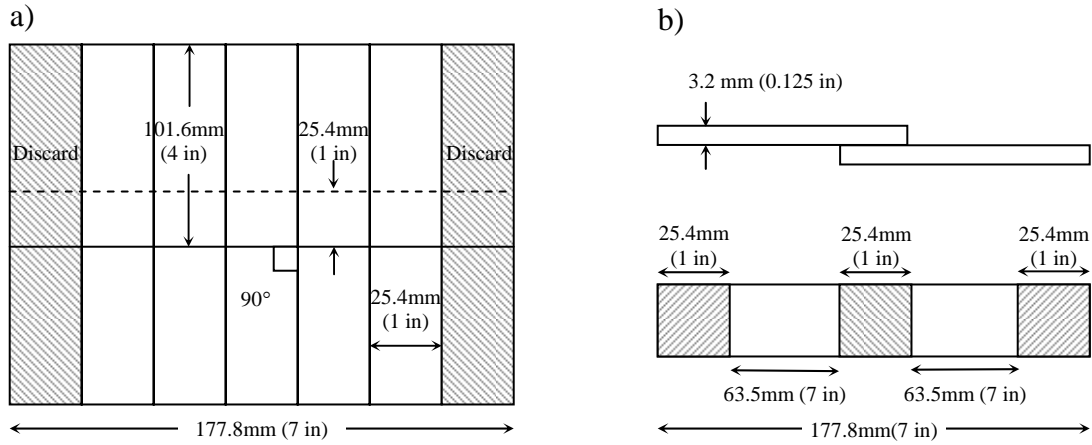 a)
101.6mm
(4 in)
25.4mm
(1 in)
Discard
Discard
90°
25.4mm
(1 in)
177.8mm (7 in)
b)
3.2 mm (0.125 in)
25.4mm
(1 in)
25.4mm
(1 in)
25.4mm
(1 in)
63.5mm (7 in)
63.5mm (7 in)
177.8mm(7 in)